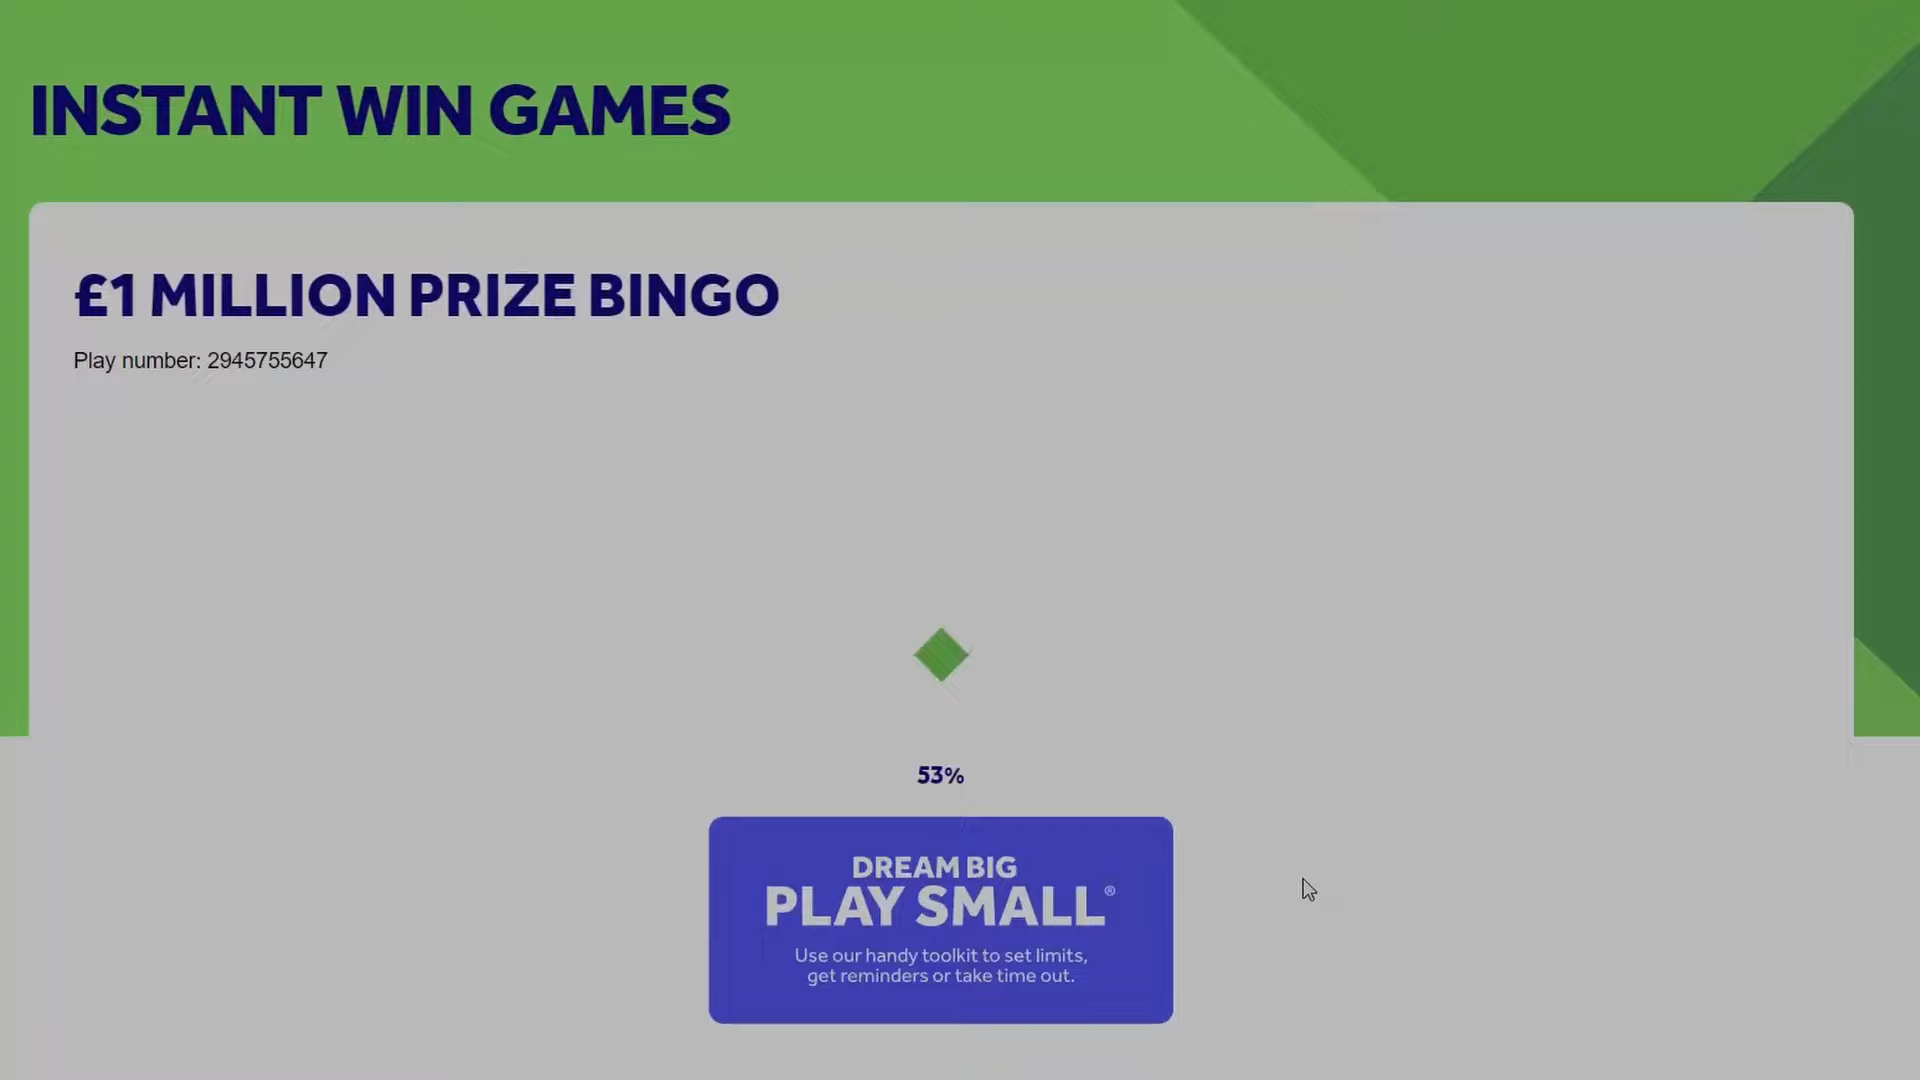 INSTANT WIN GAMES
£1 MILLION PRIZE BINGO
Play number: 2945755647
53%
DREAM BIG
PLAY SMALL®
Use our handy toolkit to set limits,
get reminders or take time out.